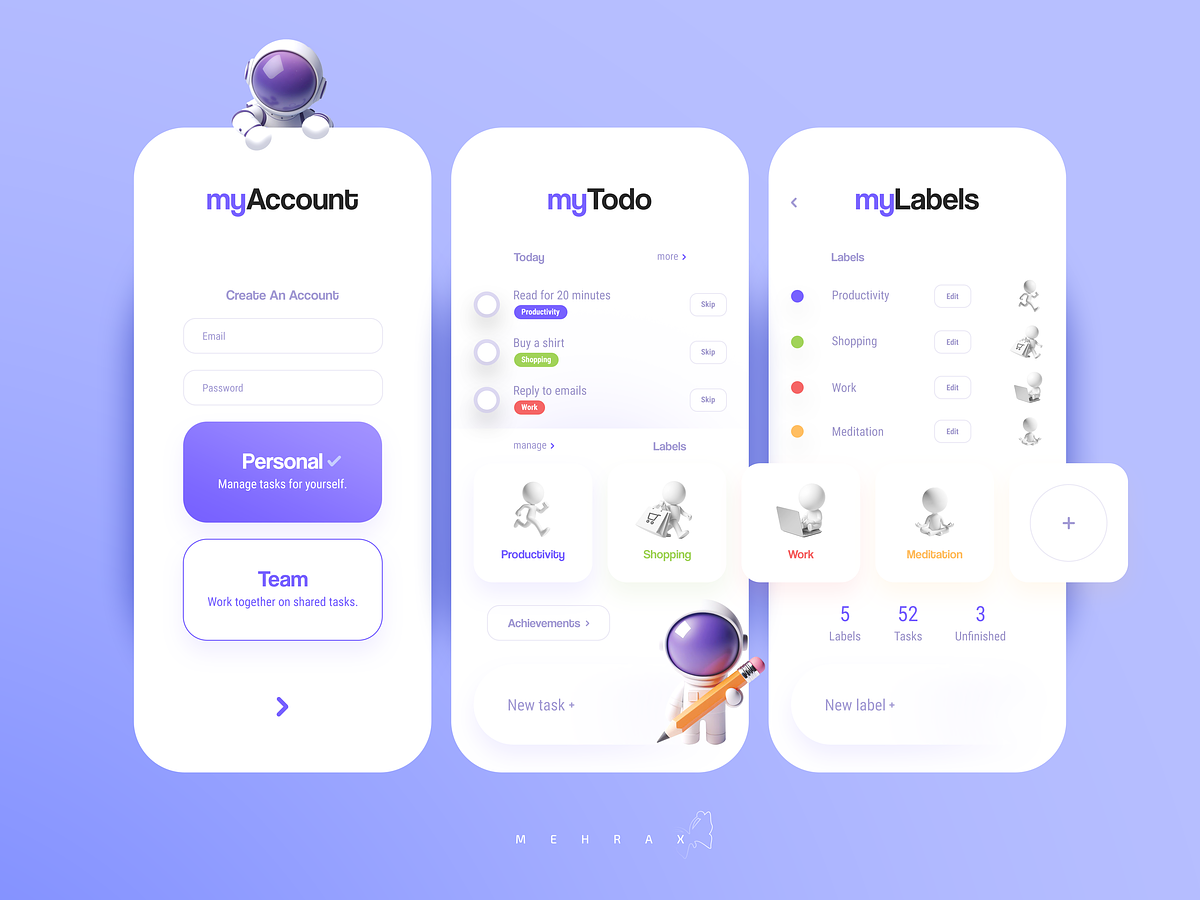 myAccount
Create An Account
Email
Password
Personal
Manage tasks for yourself.
Team
Work together on shared tasks.
myTodo
Today
more >
Read for 20 minutes
Productivity
Skip
Buy a shirt
Shopping
Skip
Reply to emails
Work
Skip
manage >
Labels
Productivity
Shopping
Work
Meditation
+
Achievements >
New task +
myLabels
Labels
Productivity
Edit
Shopping
Edit
Work
Edit
Meditation
Edit
5
Labels
52
Tasks
3
Unfinished
New label +
MEHRAX